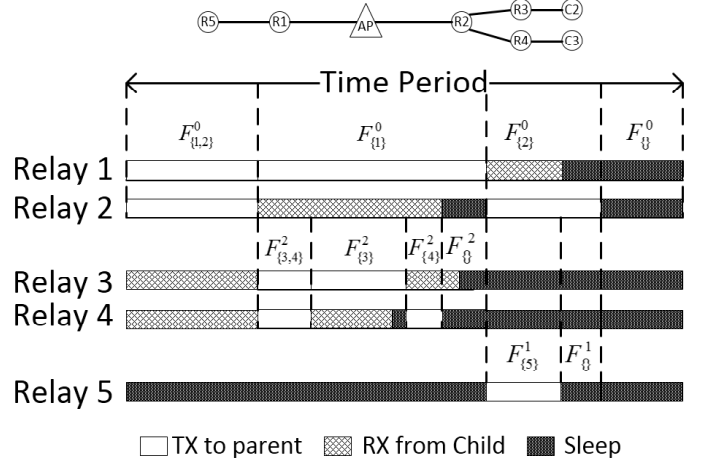 R5 R1 AP R2 R3 C2
R4 C3
Time Period
F^0_{\{1,2\}} F^0_{\{1\}} F^0_{\{2\}} F^0_{\{\}}
Relay 1
Relay 2
F^2_{\{3,4\}} F^2_{\{3\}} F^2_{\{4\}} F^2_{\{\}}
Relay 3
Relay 4
F^1_{\{5\}} F^1_{\{\}}
Relay 5
TX to parent RX from Child Sleep